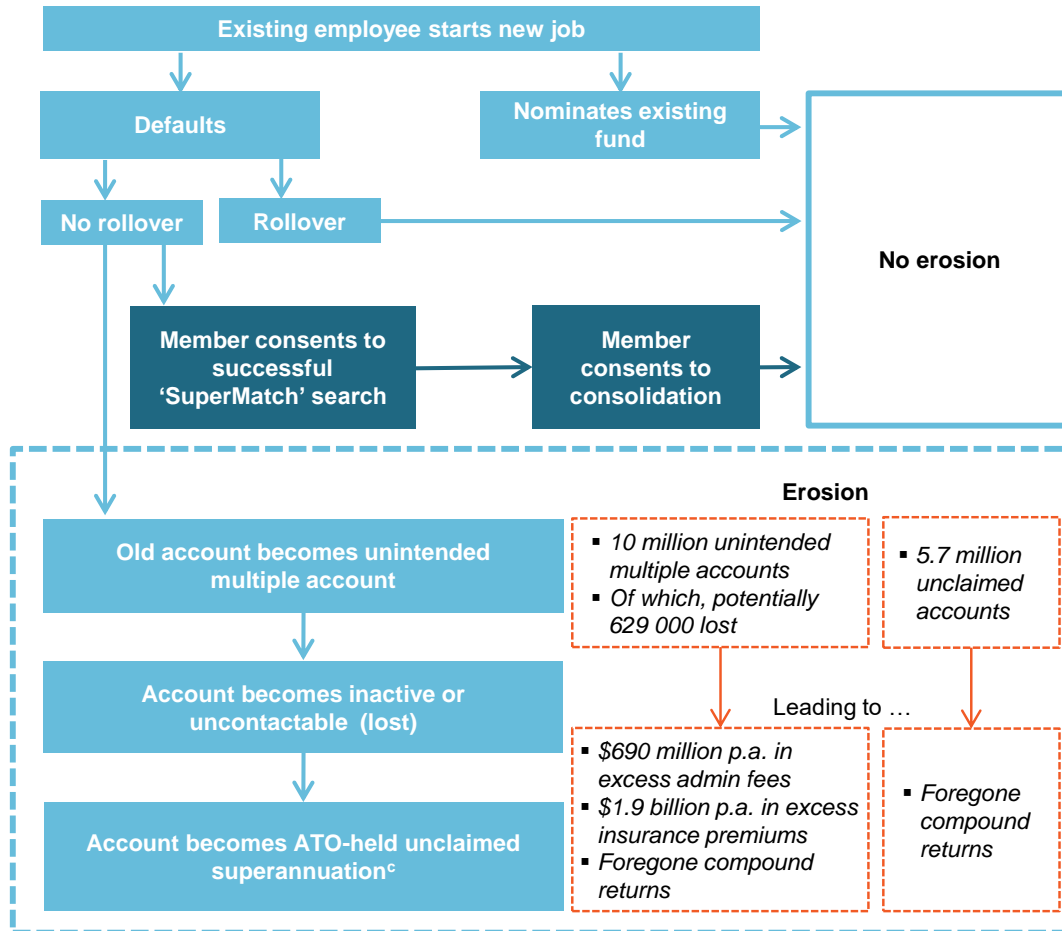 Existing employee starts new job
Defaults
Nominates existing
fund
No rollover
Rollover
No erosion
Member consents to
successful
‘SuperMatch’ search
Member
consents to
consolidation
Erosion
Old account becomes unintended
multiple account
▪ 10 million unintended
multiple accounts
▪ Of which, potentially
629 000 lost
▪ 5.7 million
unclaimed
accounts
Account becomes inactive or
uncontactable (lost)
Leading to …
▪ $690 million p.a. in
excess admin fees
▪ $1.9 billion p.a. in excess
insurance premiums
▪ Foregone compound
returns
▪ Foregone
compound
returns
Account becomes ATO-held unclaimed
superannuationᶜ